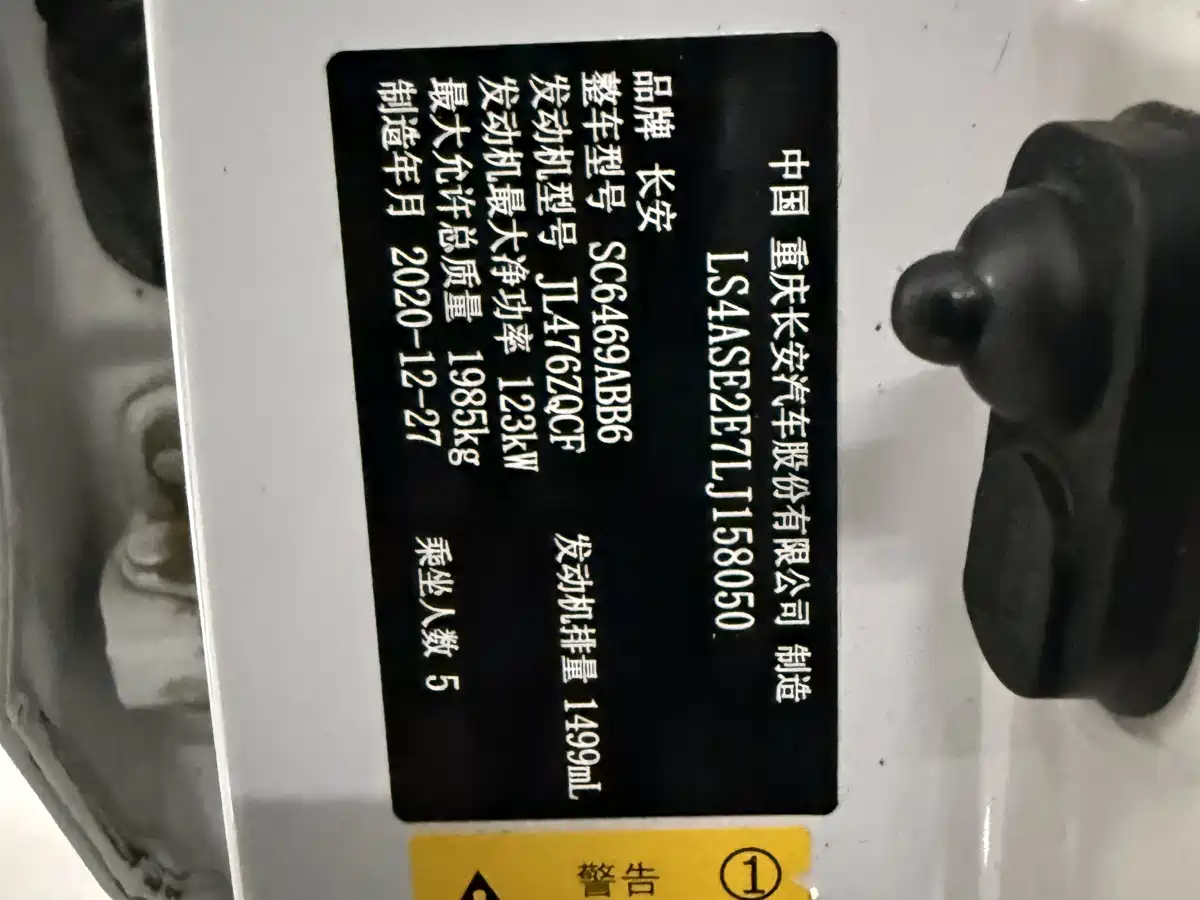 中国 重庆长安汽车股份有限公司 制造
LS4ASE2E7LJ158050
品牌 长安
整车型号 SC6469ABB6
发动机型号 JL476ZQCF 发动机排量 1499mL
发动机最大净功率 123kW
最大允许总质量 1985kg 乘坐人数 5
制造年月 2020-12-27
警告 ①